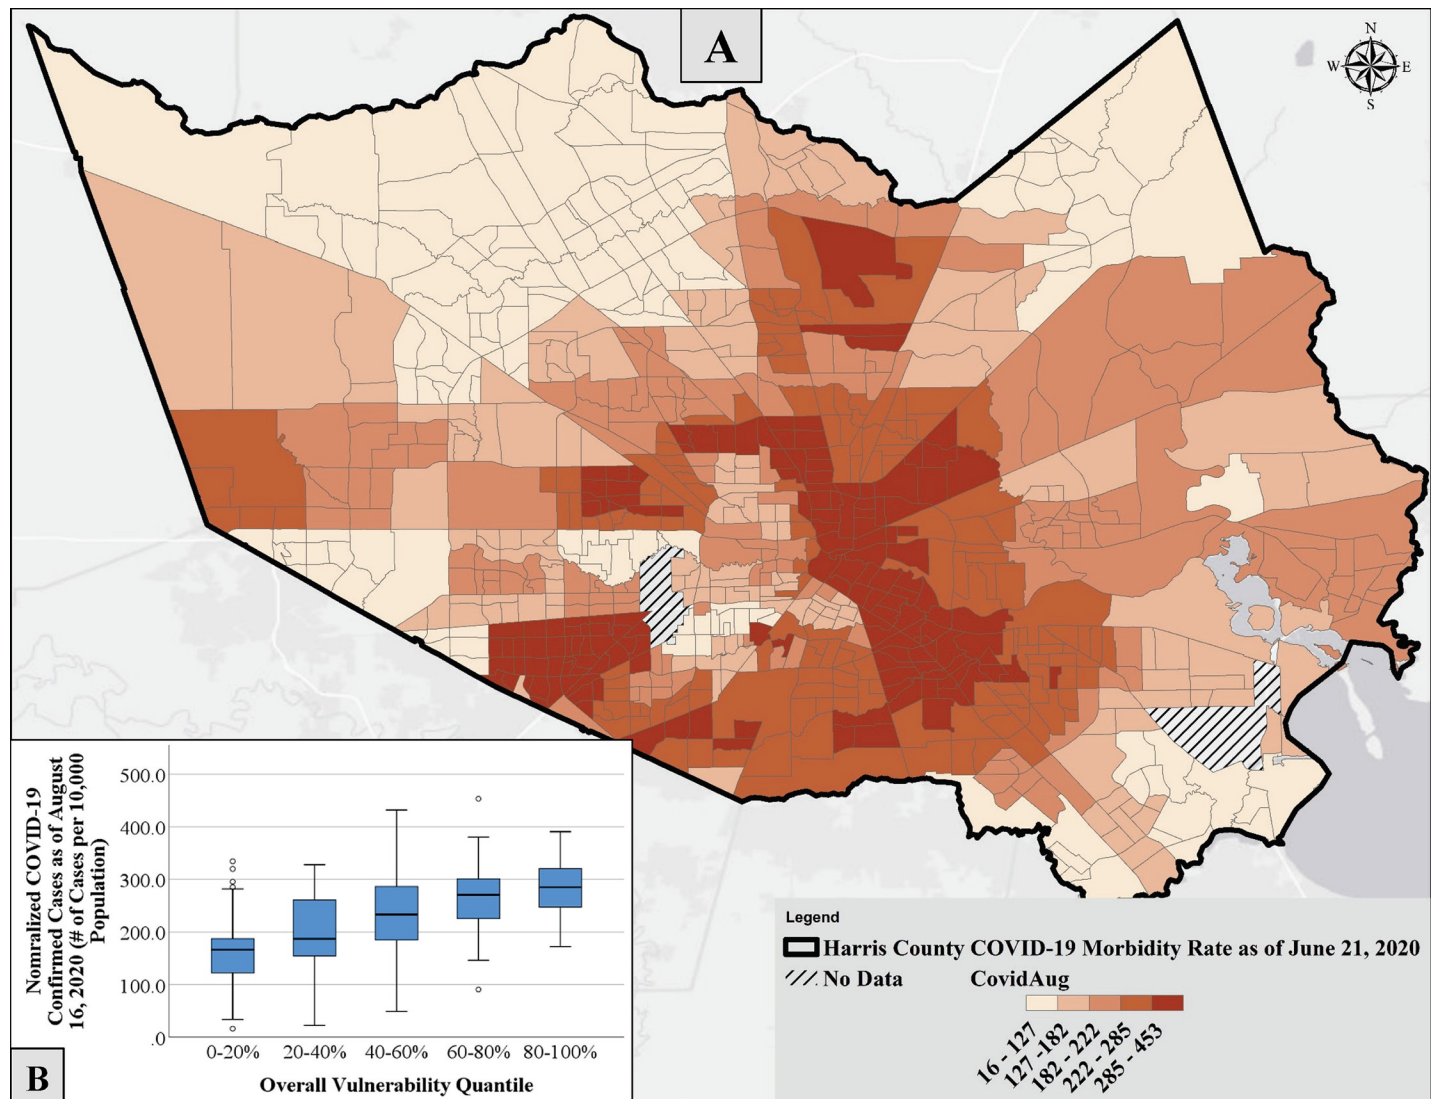 A
N
W E
S
Nomralized COVID-19
Confirmed Cases as of August
16, 2020 (# of Cases per 10,000
Population)
500.0
400.0
300.0
200.0
100.0
.0
0-20% 20-40% 40-60% 60-80% 80-100%
Overall Vulnerability Quantile
B
Legend
Harris County COVID-19 Morbidity Rate as of June 21, 2020
No Data CovidAug
16 - 127
127 -182
182 - 222
222 - 285
285 - 453